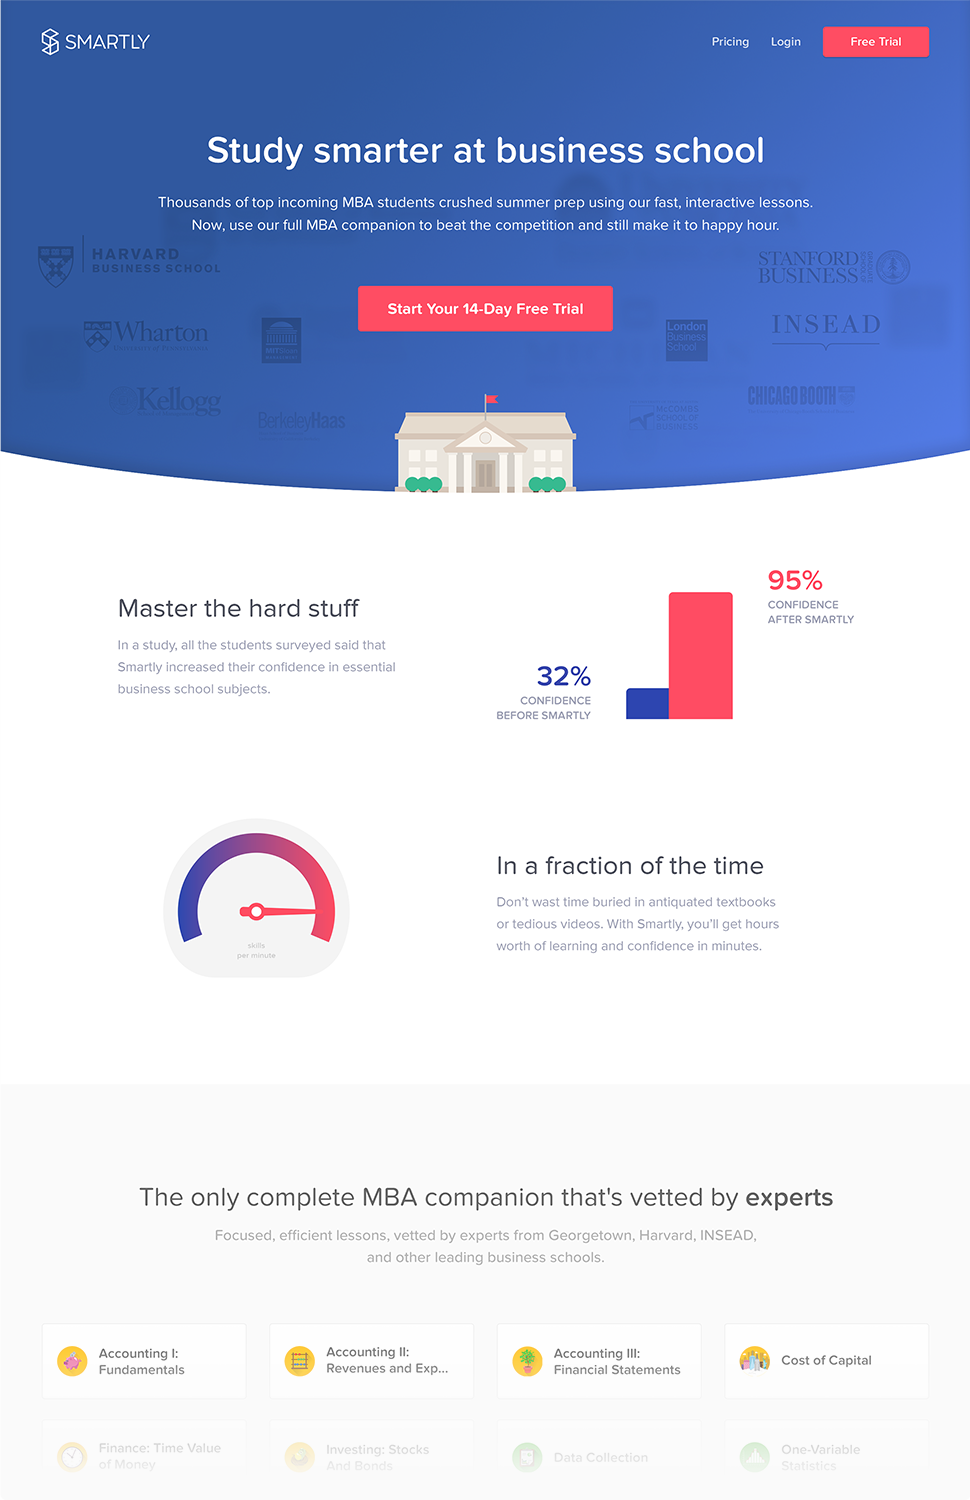 SMARTLY
Pricing
Login
Free Trial
Study smarter at business school
Thousands of top incoming MBA students crushed summer prep using our fast, interactive lessons.
Now, use our full MBA companion to beat the competition and still make it to happy hour.
HARVARD
BUSINESS SCHOOL
STANFORD
BUSINESS
Start Your 14-Day Free Trial
Wharton
London
Business
School
INSEAD
Kellogg
BerkeleyHaas
McCOMBS
SCHOOL OF
BUSINESS
CHICAGO BOOTH
Master the hard stuff
In a study, all the students surveyed said that
Smartly increased their confidence in essential
business school subjects.
95%
CONFIDENCE
AFTER SMARTLY
32%
CONFIDENCE
BEFORE SMARTLY
skills
per minute
In a fraction of the time
Don't wast time buried in antiquated textbooks
or tedious videos. With Smartly, you'll get hours
worth of learning and confidence in minutes.
The only complete MBA companion that's vetted by experts
Focused, efficient lessons, vetted by experts from Georgetown, Harvard, INSEAD,
and other leading business schools.
Accounting I:
Fundamentals
Accounting II:
Revenues and Exp...
Accounting III:
Financial Statements
Cost of Capital
Finance: Time Value
of Money
Investing: Stocks
And Bonds
Data Collection
One-Variable
Statistics